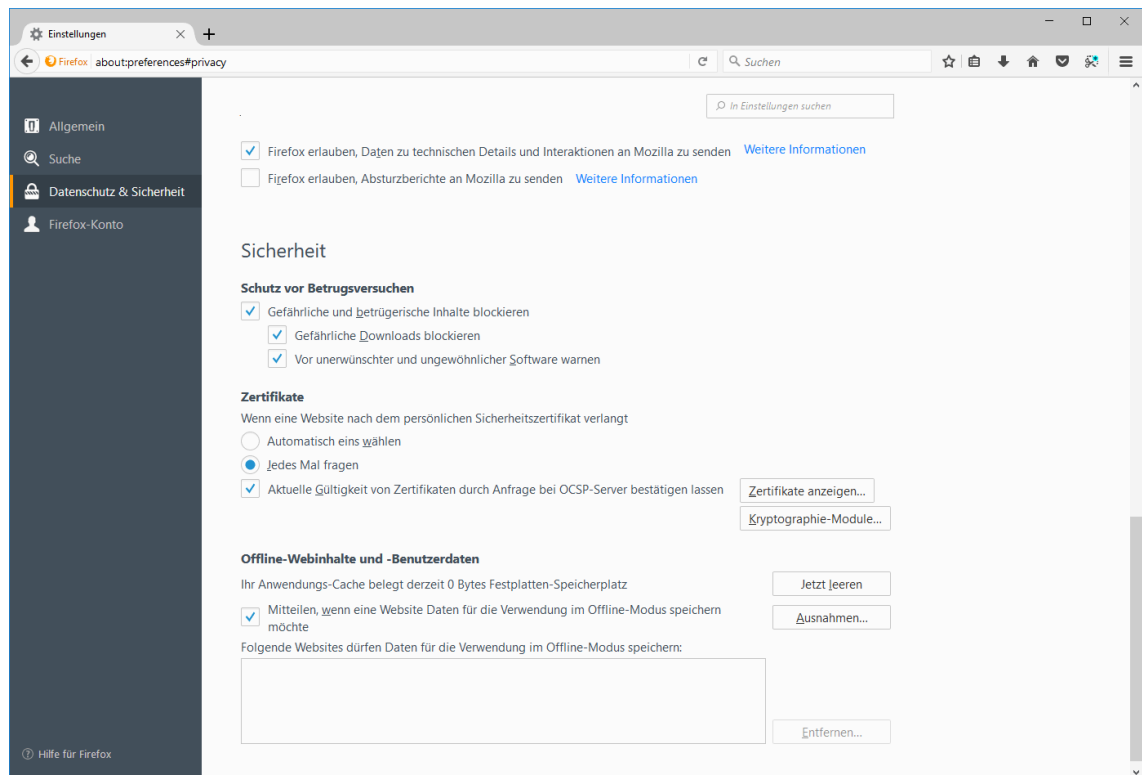 Einstellungen
Firefox about:preferences#privacy
Suchen
In Einstellungen suchen
Allgemein
Suche
Datenschutz & Sicherheit
Firefox-Konto
Firefox erlauben, Daten zu technischen Details und Interaktionen an Mozilla zu senden Weitere Informationen
Firefox erlauben, Absturzberichte an Mozilla zu senden Weitere Informationen
Sicherheit
Schutz vor Betrugsversuchen
Gefährliche und betrügerische Inhalte blockieren
Gefährliche Downloads blockieren
Vor unerwünschter und ungewöhnlicher Software warnen
Zertifikate
Wenn eine Website nach dem persönlichen Sicherheitszertifikat verlangt
Automatisch eins wählen
Jedes Mal fragen
Aktuelle Gültigkeit von Zertifikaten durch Anfrage bei OCSP-Server bestätigen lassen Zertifikate anzeigen...
Kryptographie-Module...
Offline-Webinhalte und -Benutzerdaten
Ihr Anwendungs-Cache belegt derzeit 0 Bytes Festplatten-Speicherplatz Jetzt leeren
Mitteilen, wenn eine Website Daten für die Verwendung im Offline-Modus speichern
möchte
Ausnahmen...
Folgende Websites dürfen Daten für die Verwendung im Offline-Modus speichern:
Entfernen...
Hilfe für Firefox